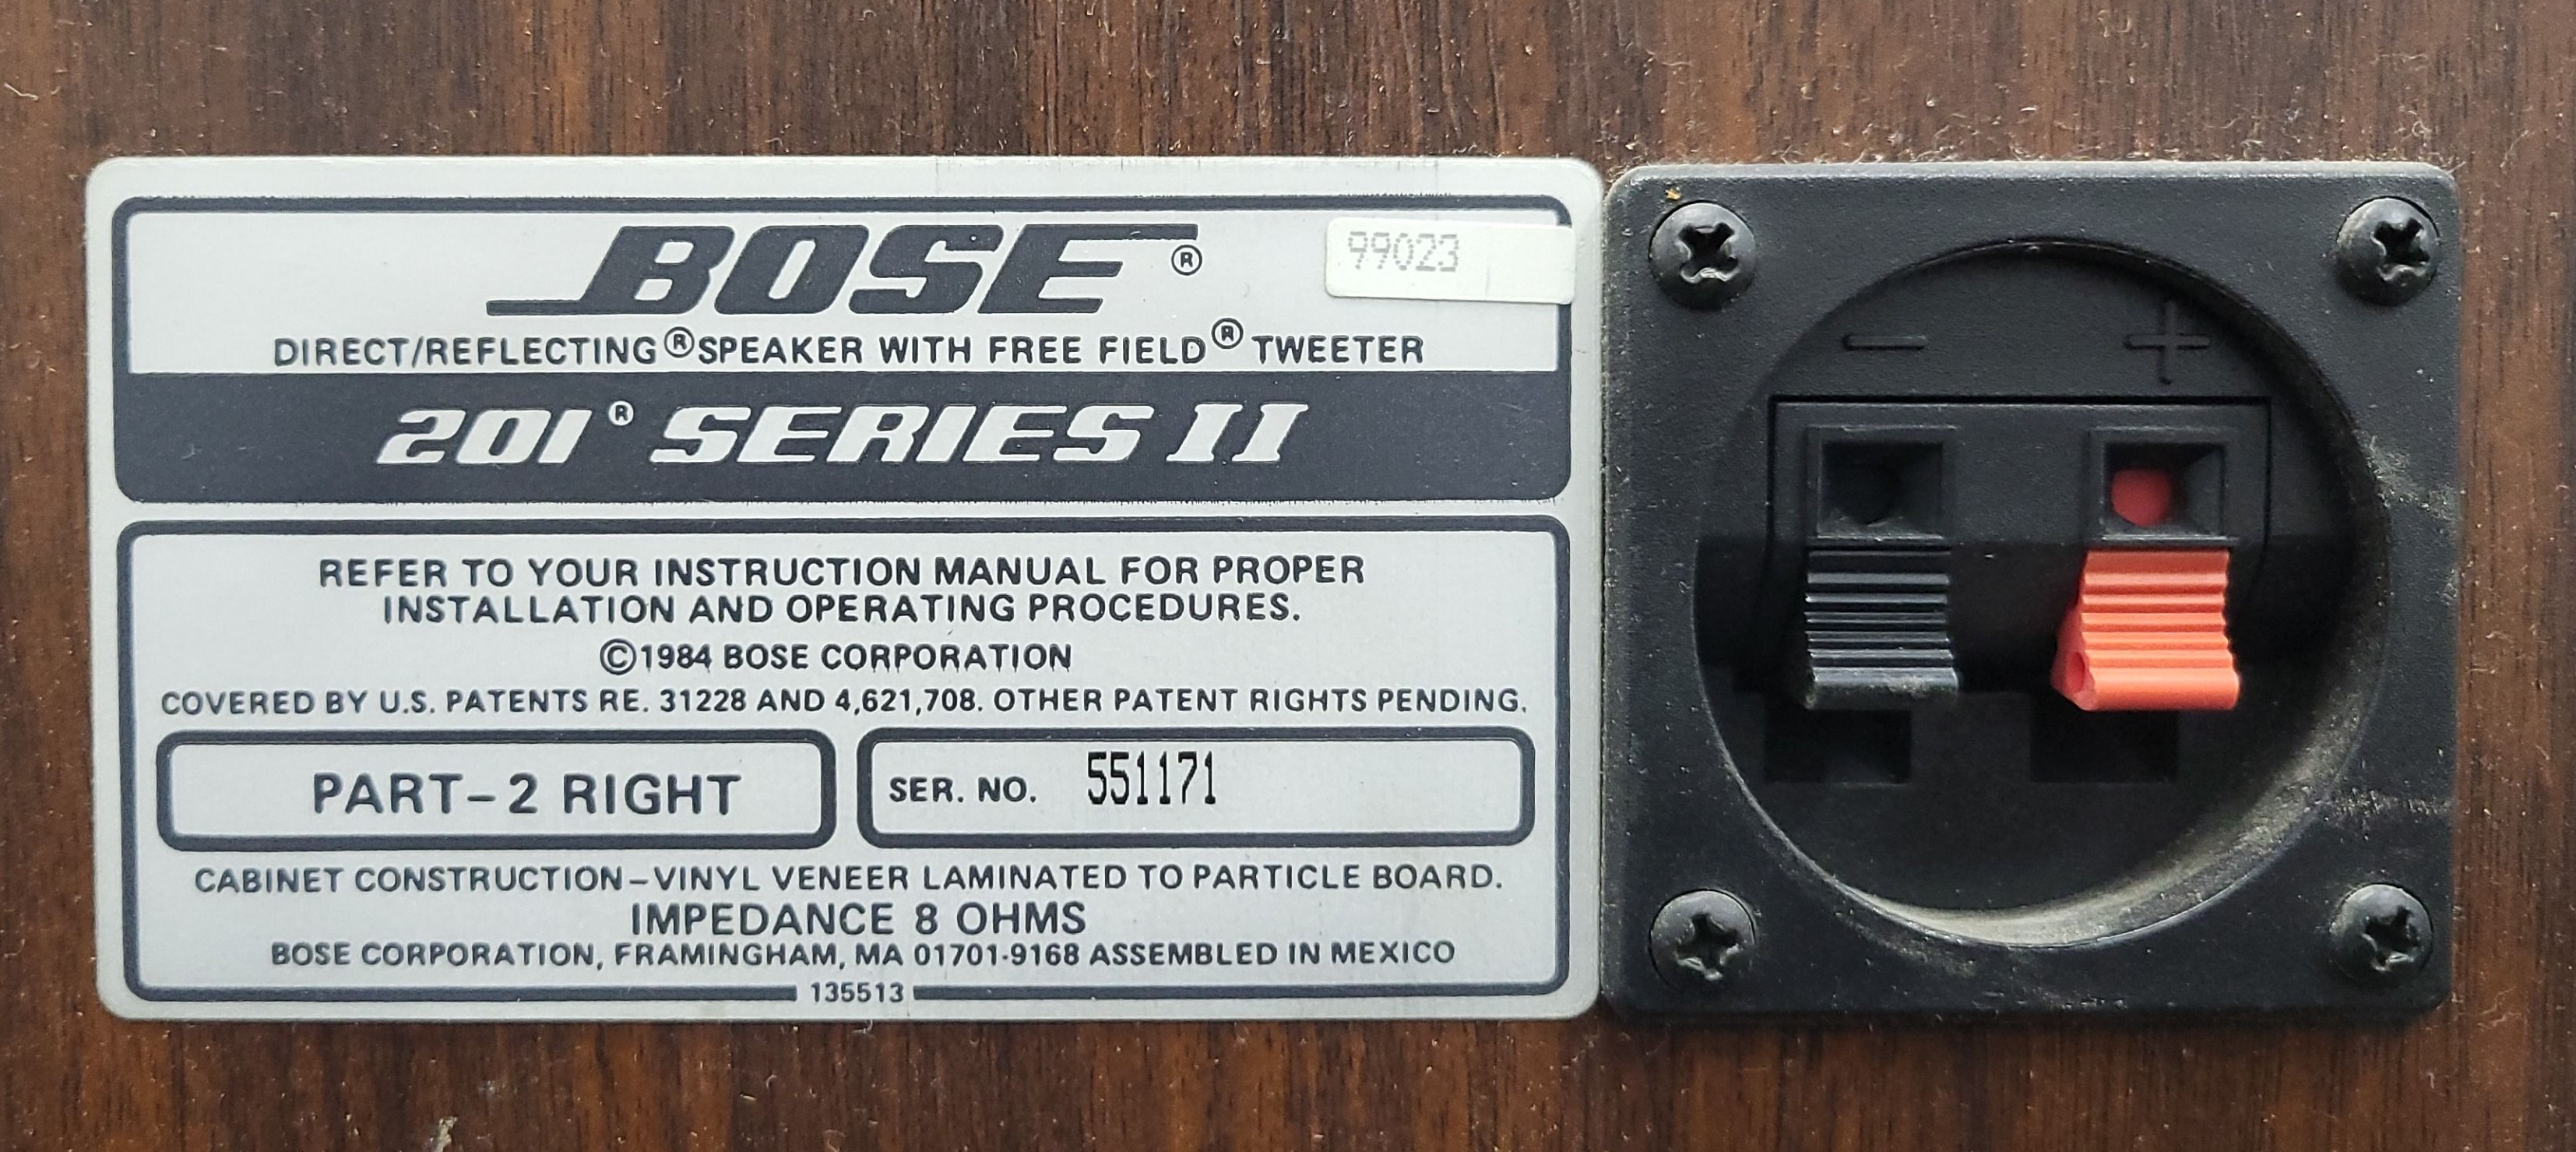 BOSE®
99023
DIRECT/REFLECTING® SPEAKER WITH FREE FIELD® TWEETER
201® SERIES II
REFER TO YOUR INSTRUCTION MANUAL FOR PROPER
INSTALLATION AND OPERATING PROCEDURES.
©1984 BOSE CORPORATION
COVERED BY U.S. PATENTS RE. 31228 AND 4,621,708. OTHER PATENT RIGHTS PENDING.
PART-2 RIGHT
SER. NO. 551171
CABINET CONSTRUCTION-VINYL VENEER LAMINATED TO PARTICLE BOARD.
IMPEDANCE 8 OHMS
BOSE CORPORATION, FRAMINGHAM, MA 01701-9168 ASSEMBLED IN MEXICO
135513
− +